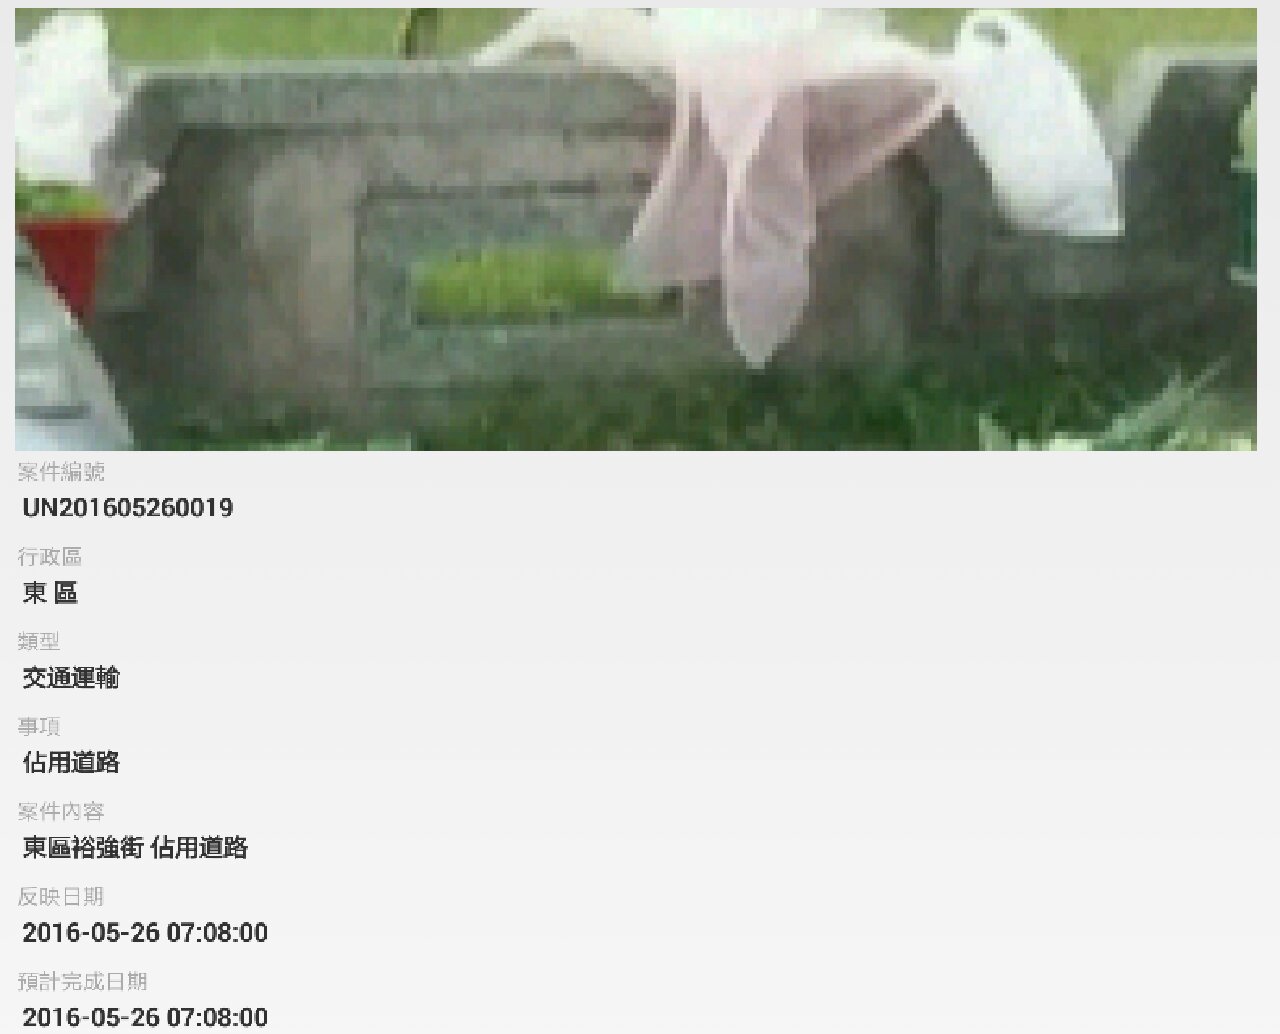 案件編號
UN201605260019
行政區
東 區
類型
交通運輸
事項
佔用道路
案件內容
東區裕強街 佔用道路
反映日期
2016-05-26 07:08:00
預計完成日期
2016-05-26 07:08:00